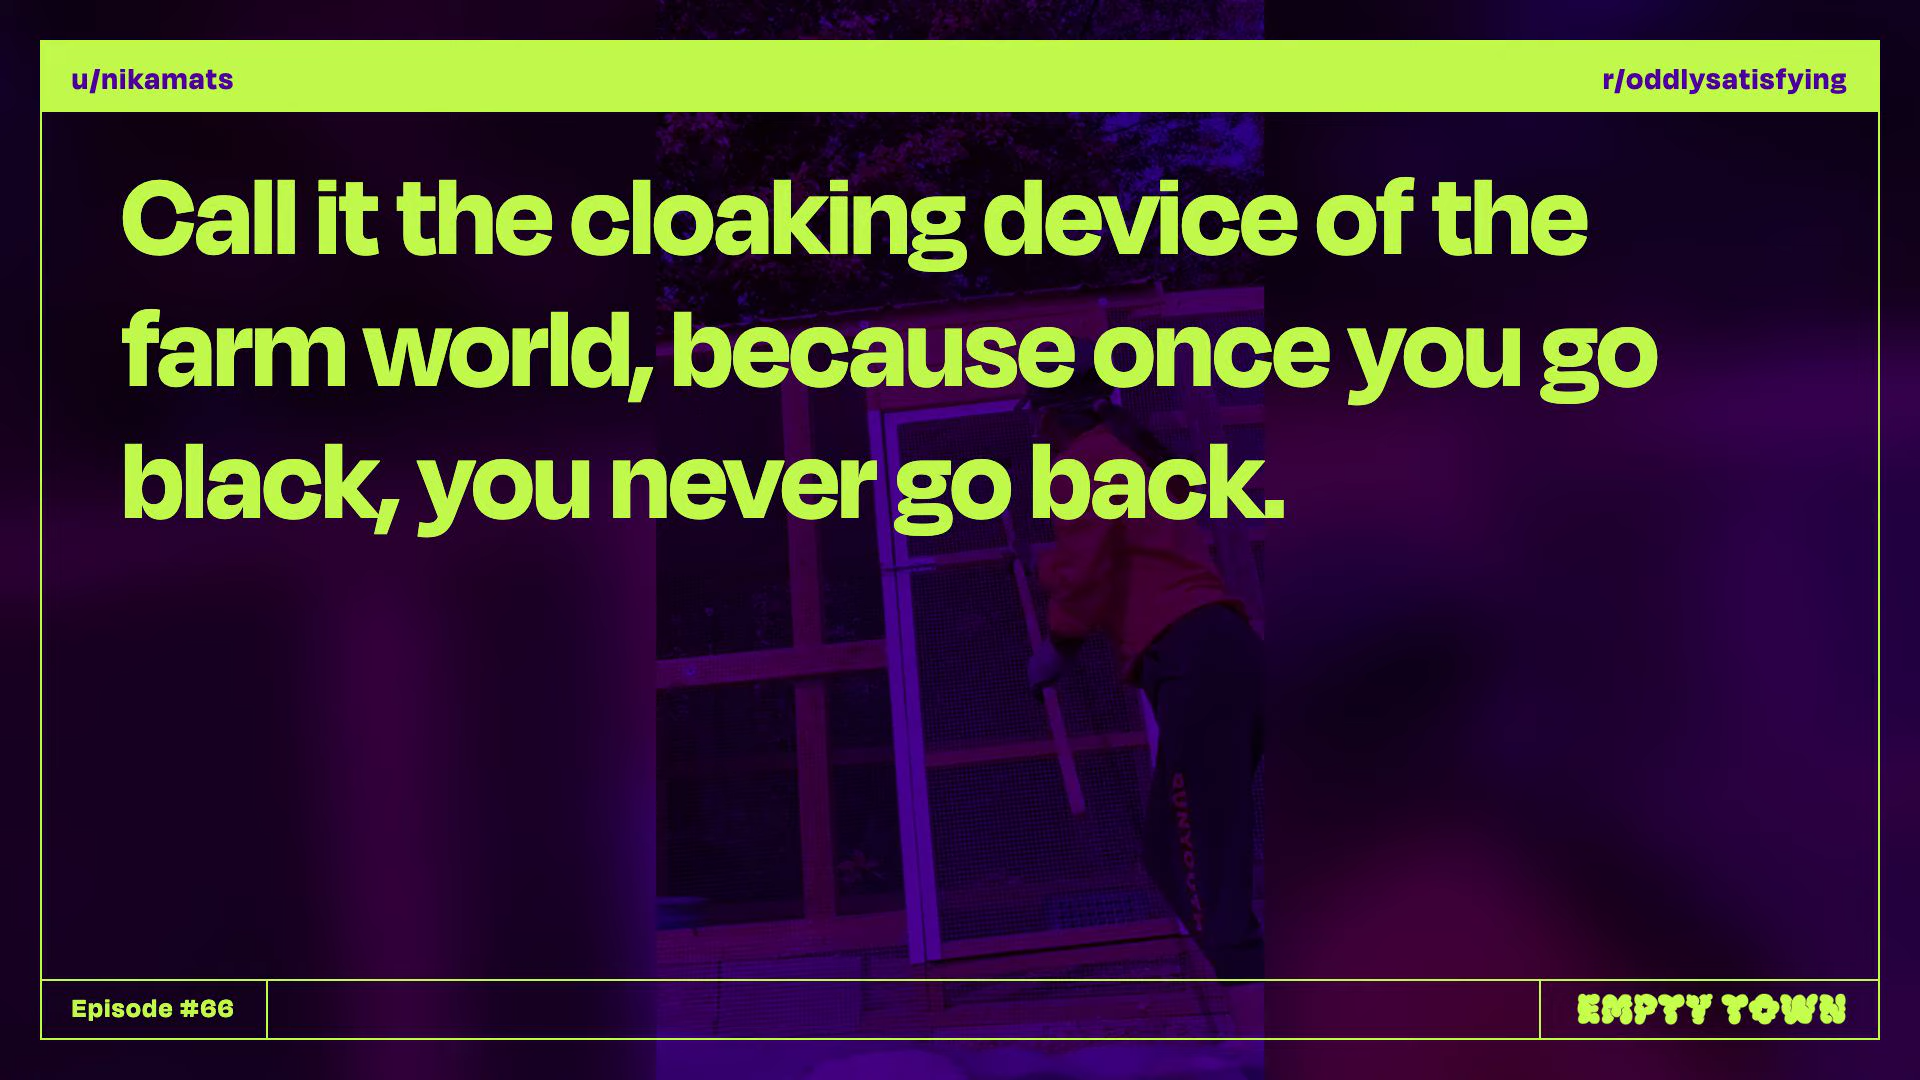 u/nikamats
r/oddlysatisfying
Call it the cloaking device of the
farm world, because once you go
black, you never go back.
Episode #66
EMPTY TOWN